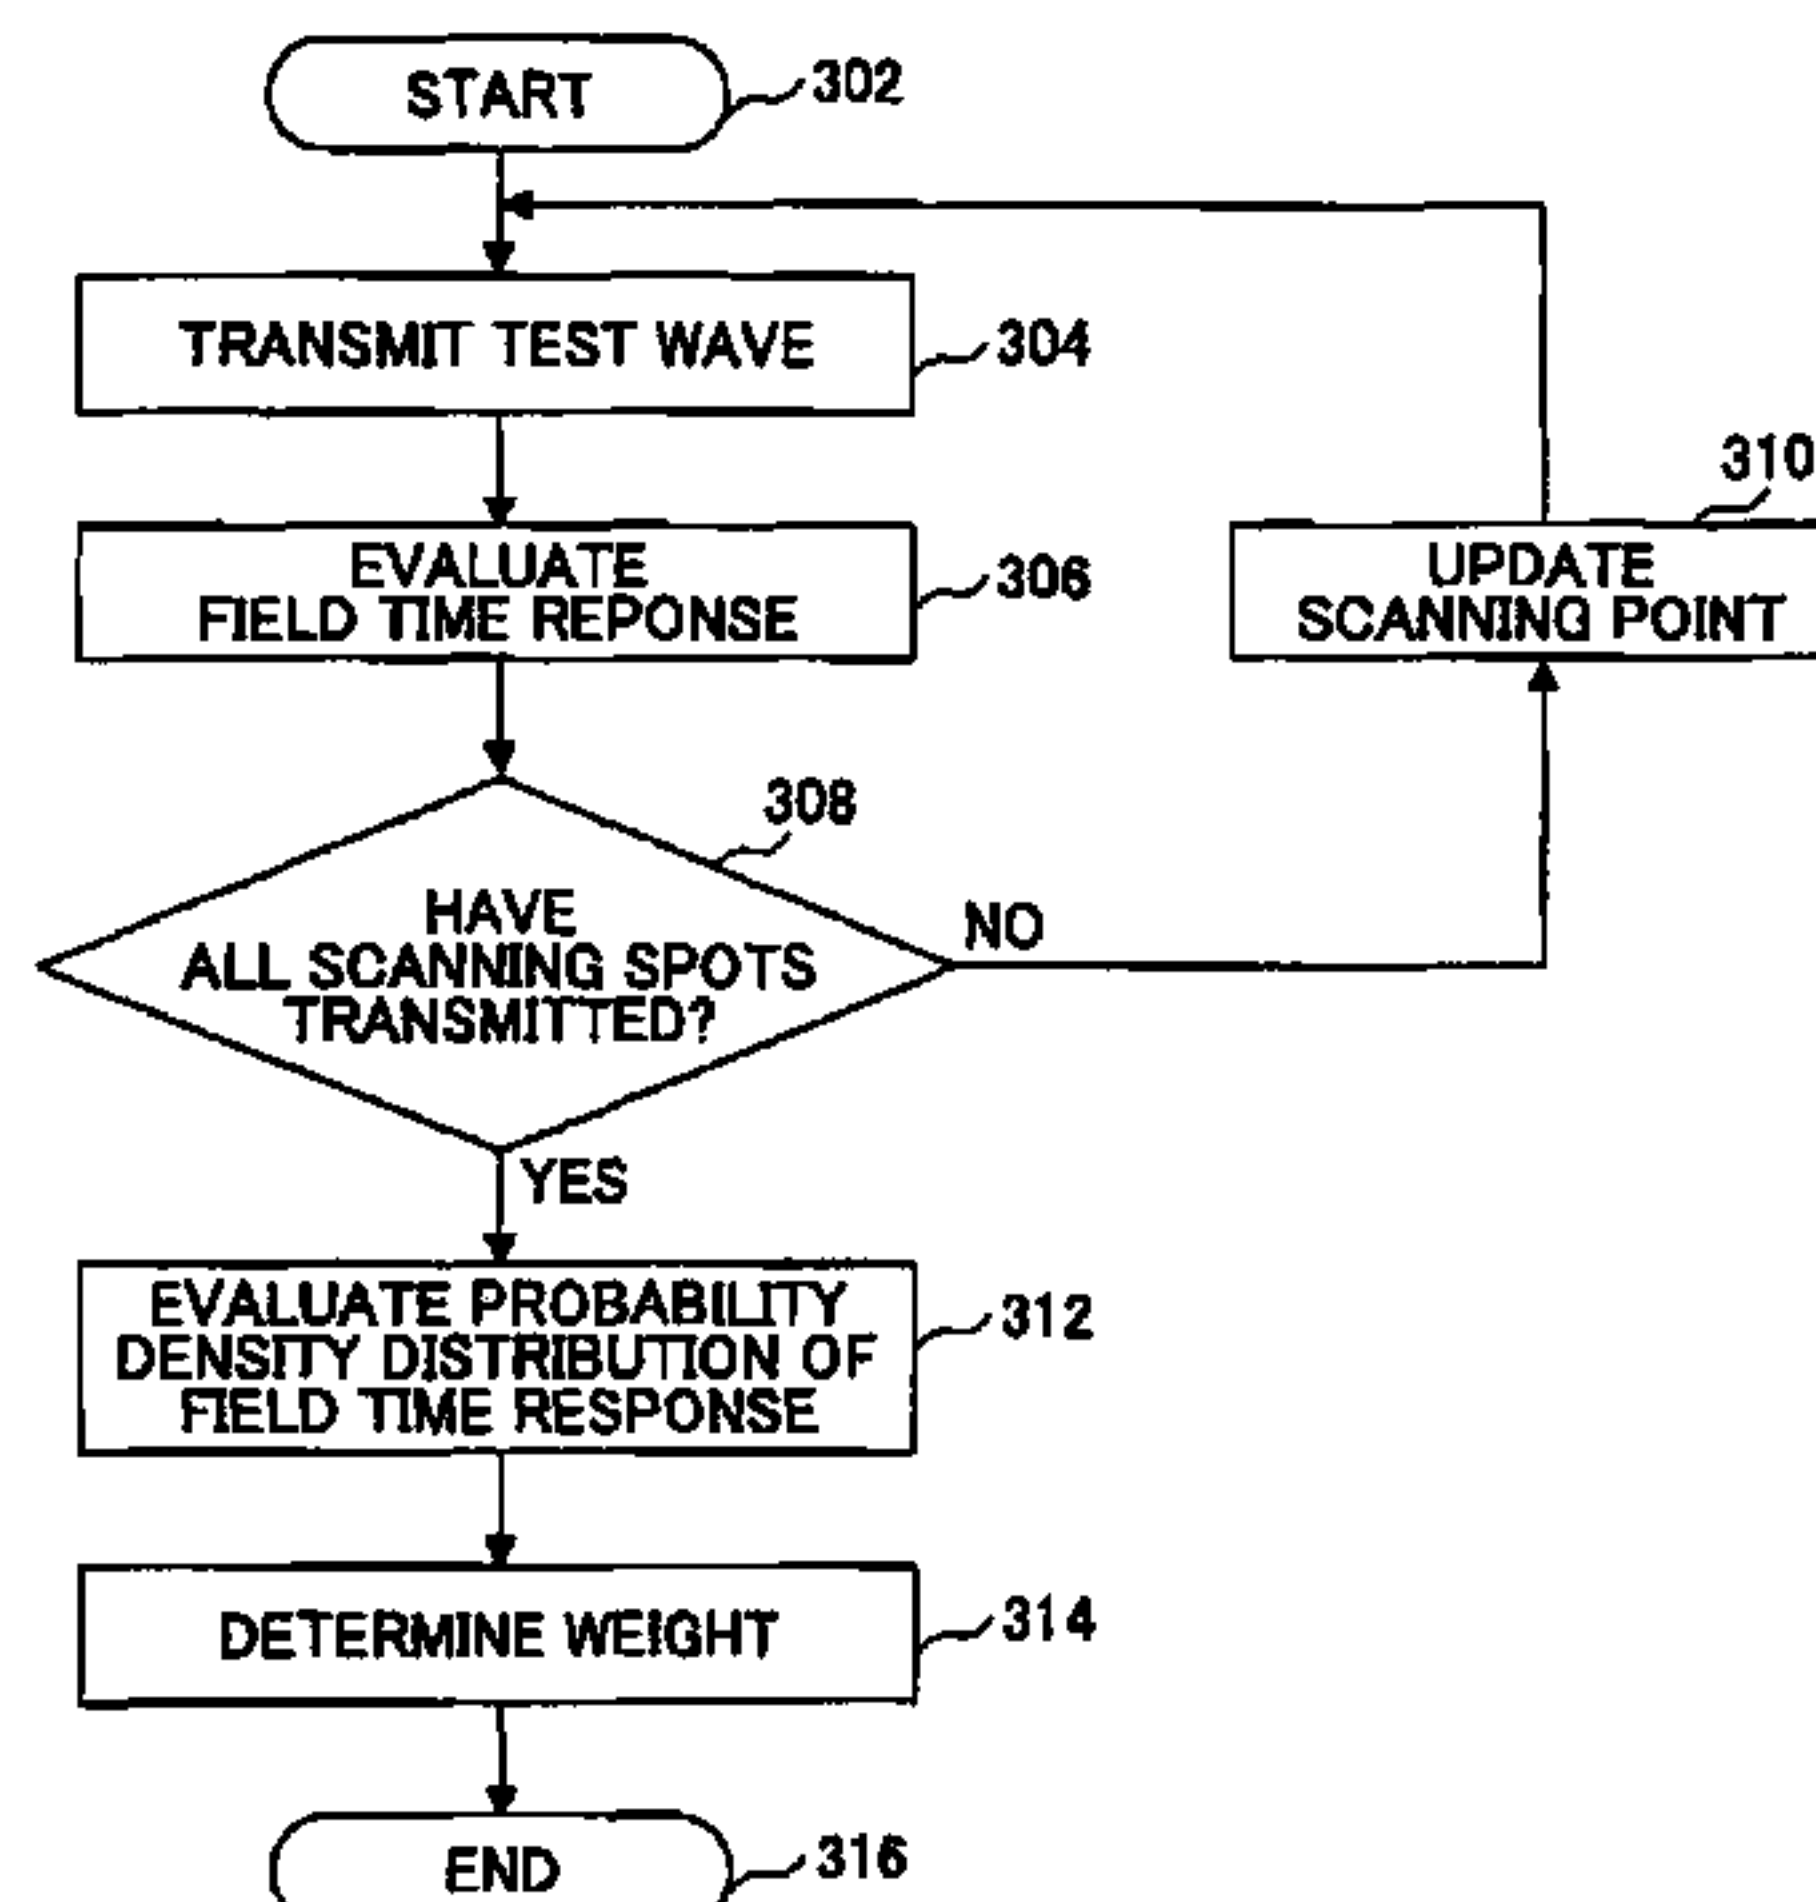 START
302
TRANSMIT TEST WAVE
304
EVALUATE
FIELD TIME REPONSE
306
310
UPDATE
SCANNING POINT
308
HAVE
ALL SCANNING SPOTS
TRANSMITTED?
NO
YES
EVALUATE PROBABILITY
DENSITY DISTRIBUTION OF
FIELD TIME RESPONSE
312
DETERMINE WEIGHT
314
END
316